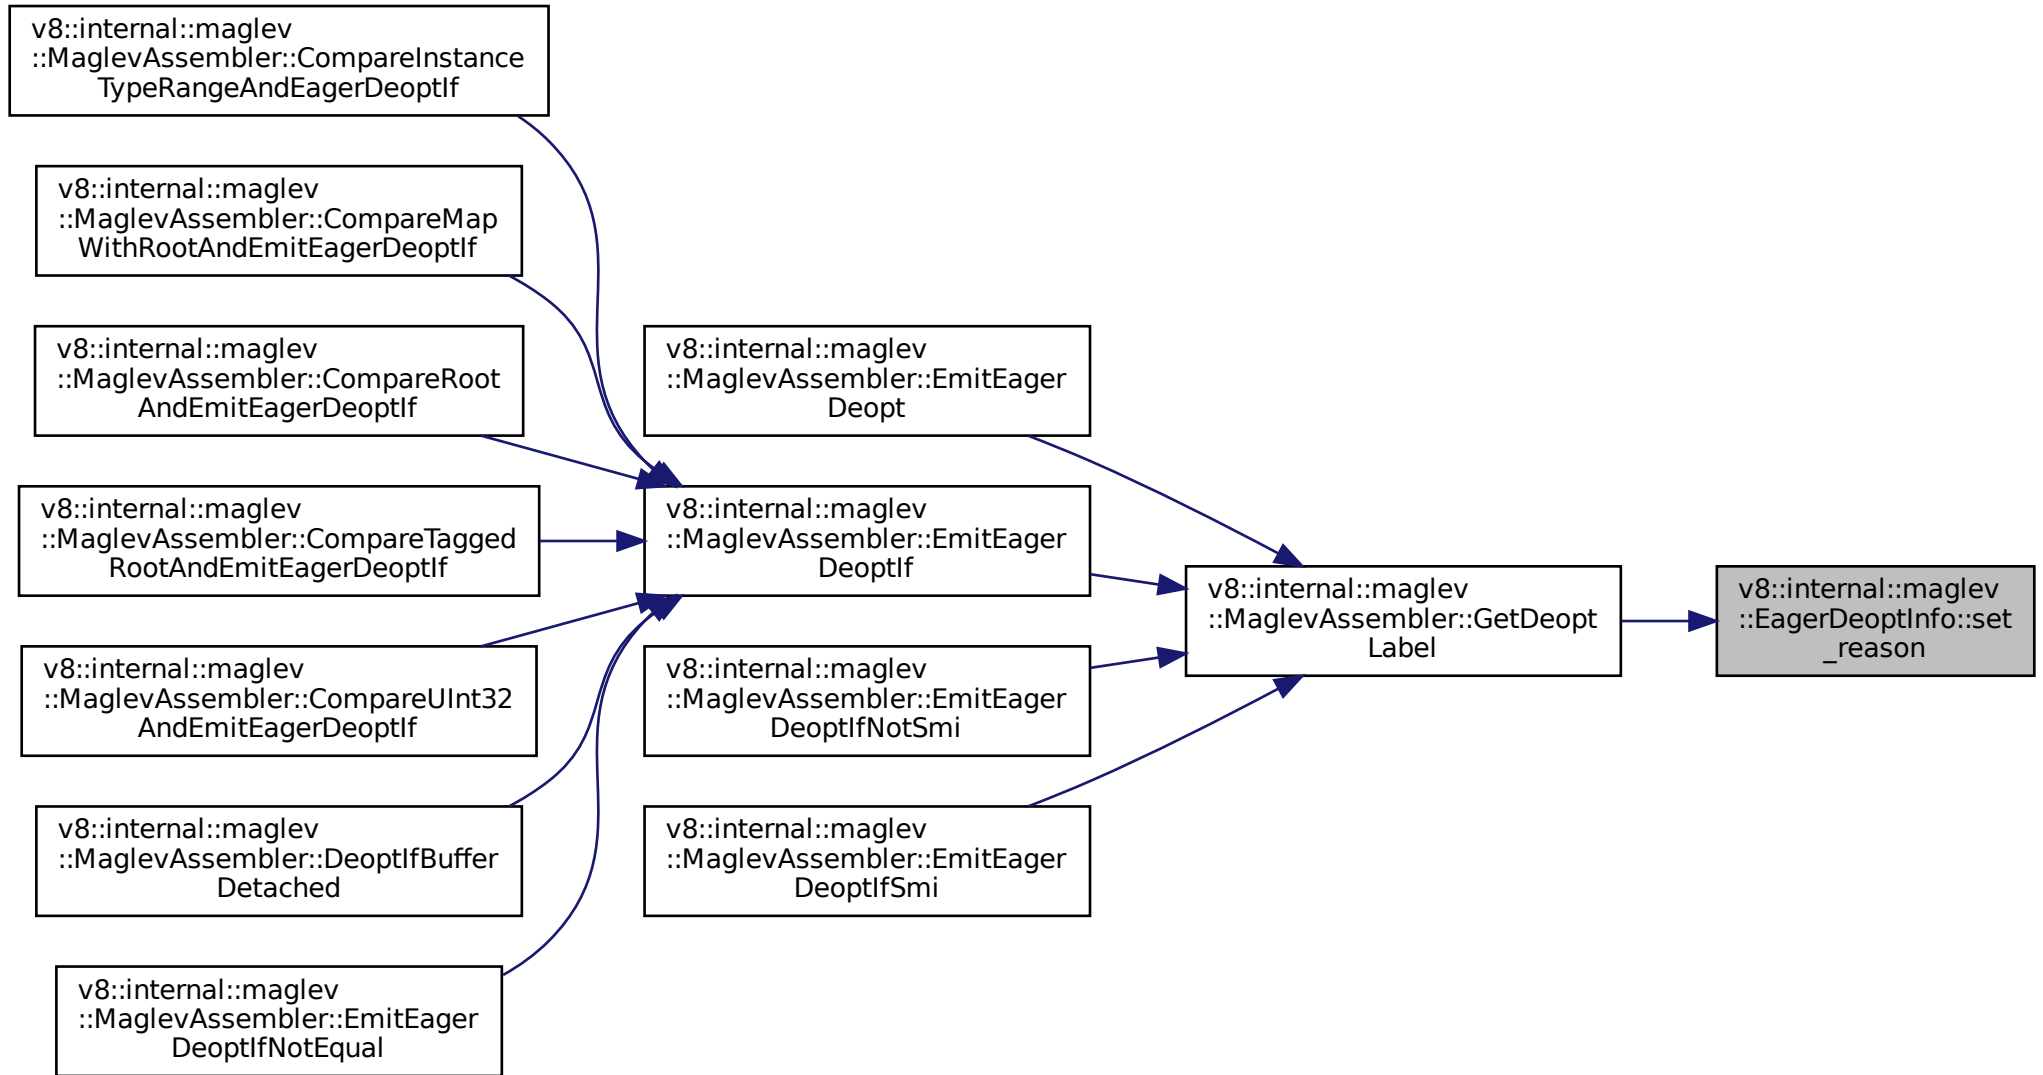 v8::internal::maglev
::MaglevAssembler::CompareInstance
TypeRangeAndEagerDeoptIf
v8::internal::maglev
::MaglevAssembler::CompareMap
WithRootAndEmitEagerDeoptIf
v8::internal::maglev
::MaglevAssembler::CompareRoot
AndEmitEagerDeoptIf
v8::internal::maglev
::MaglevAssembler::CompareTagged
RootAndEmitEagerDeoptIf
v8::internal::maglev
::MaglevAssembler::CompareUInt32
AndEmitEagerDeoptIf
v8::internal::maglev
::MaglevAssembler::DeoptIfBuffer
Detached
v8::internal::maglev
::MaglevAssembler::EmitEager
DeoptIfNotEqual
v8::internal::maglev
::MaglevAssembler::EmitEager
Deopt
v8::internal::maglev
::MaglevAssembler::EmitEager
DeoptIf
v8::internal::maglev
::MaglevAssembler::EmitEager
DeoptIfNotSmi
v8::internal::maglev
::MaglevAssembler::EmitEager
DeoptIfSmi
v8::internal::maglev
::MaglevAssembler::GetDeopt
Label
v8::internal::maglev
::EagerDeoptInfo::set
_reason